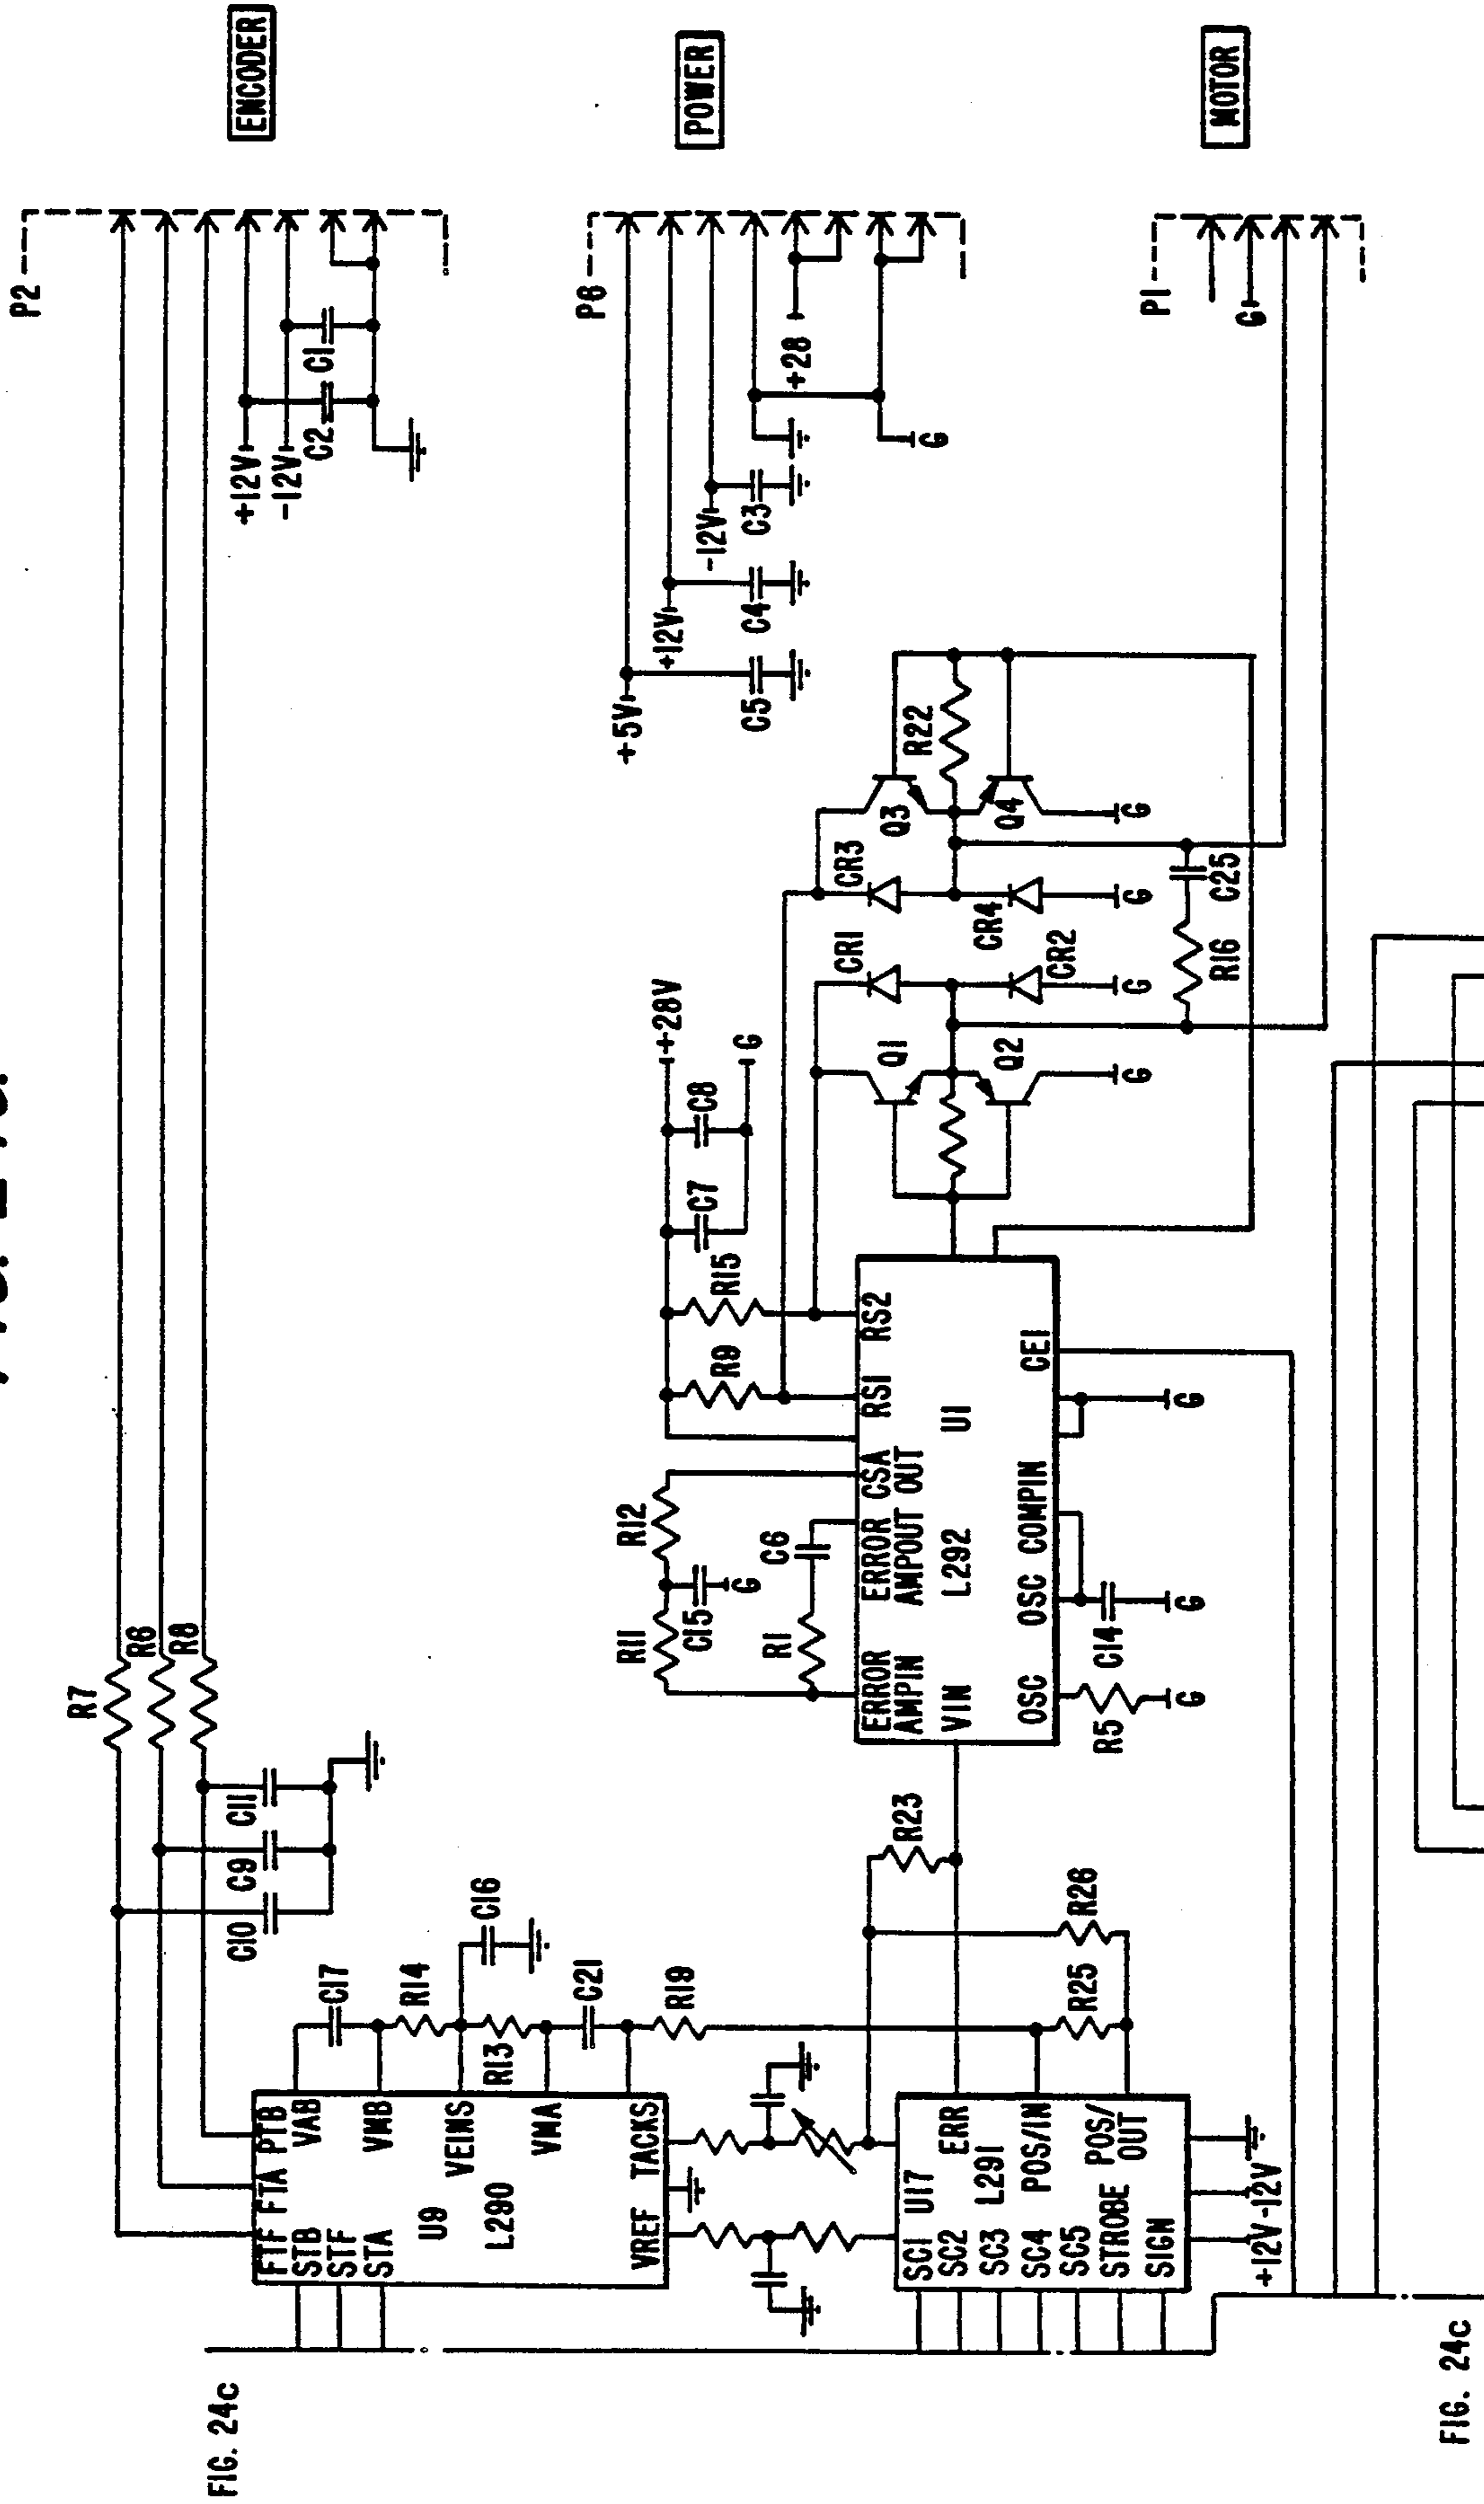 P2
ENCODER
+12V
-12V
C2
C1
R7
R6
R8
C10
C9
C11
P6
POWER
+5V
+12V
-12V
C5
C4
C3
+28
G
P1
MOTOR
G
FTF FTA PTB
STB
STF
STA
VAB
VMB
VEINS
VMA
U9
L290
VREF
TACKS
C17
R14
C16
R13
C21
R18
SC1
SC2
SC3
SC4
SC5
STROBE
SIGN
U17
L291
ERR
POS/IN
POS/
OUT
+12V
-12V
R25
R26
R23
R11
R12
C15
G
R1
C6
R9
R15
C7
C8
+28V
G
ERROR
AMPIN
ERROR
AMPOUT
CSA
OUT
RS1
RS2
VIN
L292
U1
OSC
OSC
COMPIN
CE1
R5
G
C14
G
G
Q1
Q2
G
CR1
CR2
G
CR3
CR4
G
Q3
Q4
G
R22
R16
C25
FIG. 24c
FIG. 24c